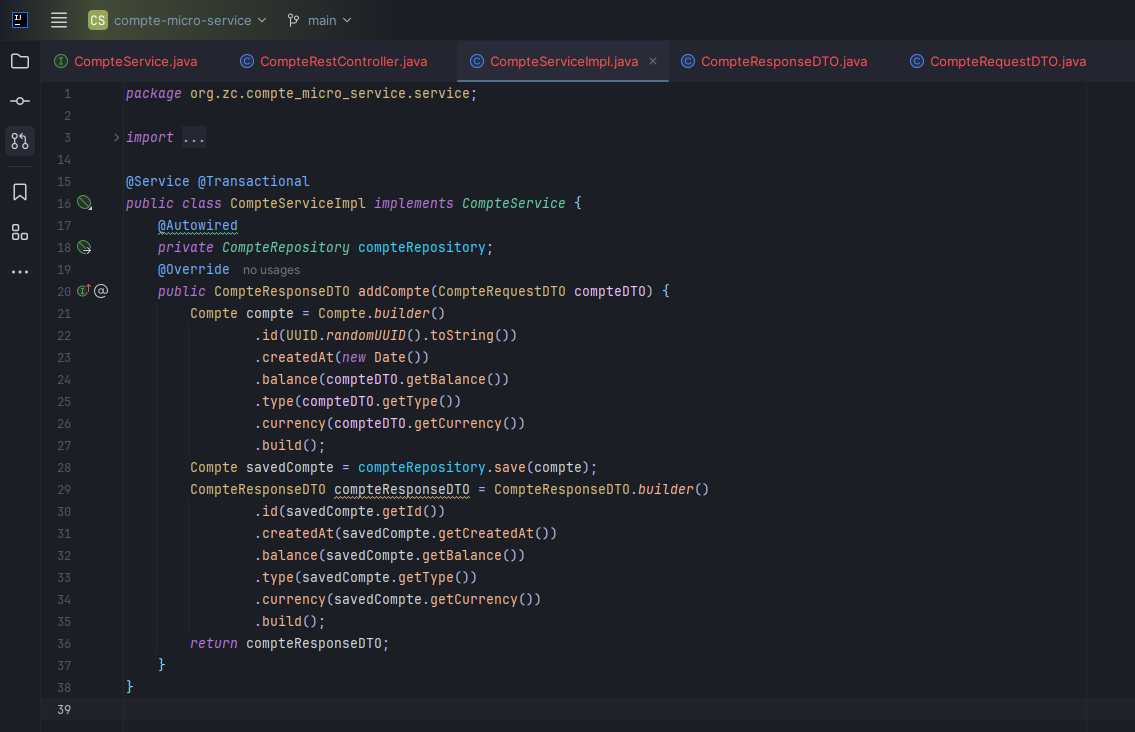 CS compte-micro-service main
CompteService.java CompteRestController.java CompteServiceImpl.java CompteResponseDTO.java CompteRequestDTO.java
1 package org.zc.compte_micro_service.service;
2
3 import ...
14
15 @Service @Transactional
16 public class CompteServiceImpl implements CompteService {
17 @Autowired
18 private CompteRepository compteRepository;
19 @Override no usages
20 public CompteResponseDTO addCompte(CompteRequestDTO compteDTO) {
21 Compte compte = Compte.builder()
22 .id(UUID.randomUUID().toString())
23 .createdAt(new Date())
24 .balance(compteDTO.getBalance())
25 .type(compteDTO.getType())
26 .currency(compteDTO.getCurrency())
27 .build();
28 Compte savedCompte = compteRepository.save(compte);
29 CompteResponseDTO compteResponseDTO = CompteResponseDTO.builder()
30 .id(savedCompte.getId())
31 .createdAt(savedCompte.getCreatedAt())
32 .balance(savedCompte.getBalance())
33 .type(savedCompte.getType())
34 .currency(savedCompte.getCurrency())
35 .build();
36 return compteResponseDTO;
37 }
38 }
39